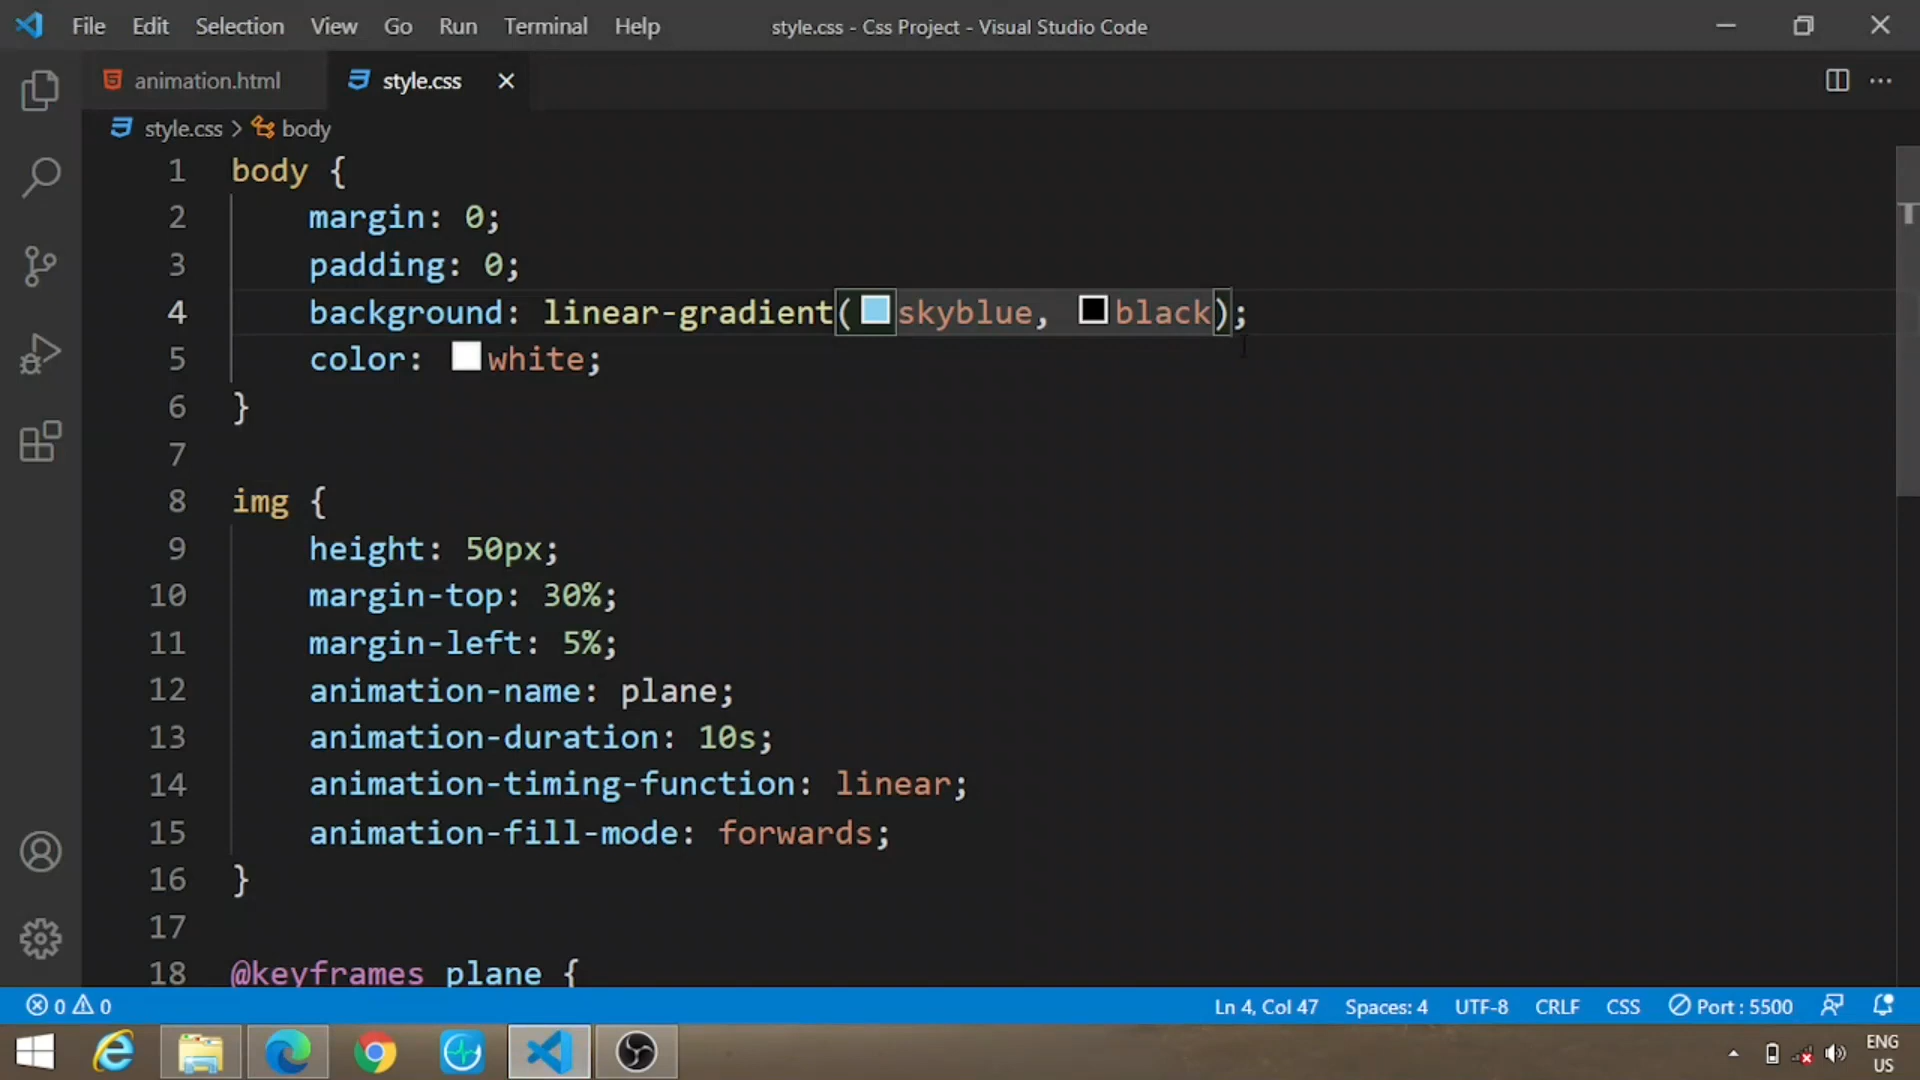 File Edit Selection View Go Run Terminal Help style.css - Css Project - Visual Studio Code
animation.html style.css
style.css > body
1 body {
2 margin: 0;
3 padding: 0;
4 background: linear-gradient(skyblue, black);
5 color: white;
6 }
7
8 img {
9 height: 50px;
10 margin-top: 30%;
11 margin-left: 5%;
12 animation-name: plane;
13 animation-duration: 10s;
14 animation-timing-function: linear;
15 animation-fill-mode: forwards;
16 }
17
18 @keyframes plane {
0 0 Ln 4, Col 47 Spaces: 4 UTF-8 CRLF CSS Port : 5500
ENG
US